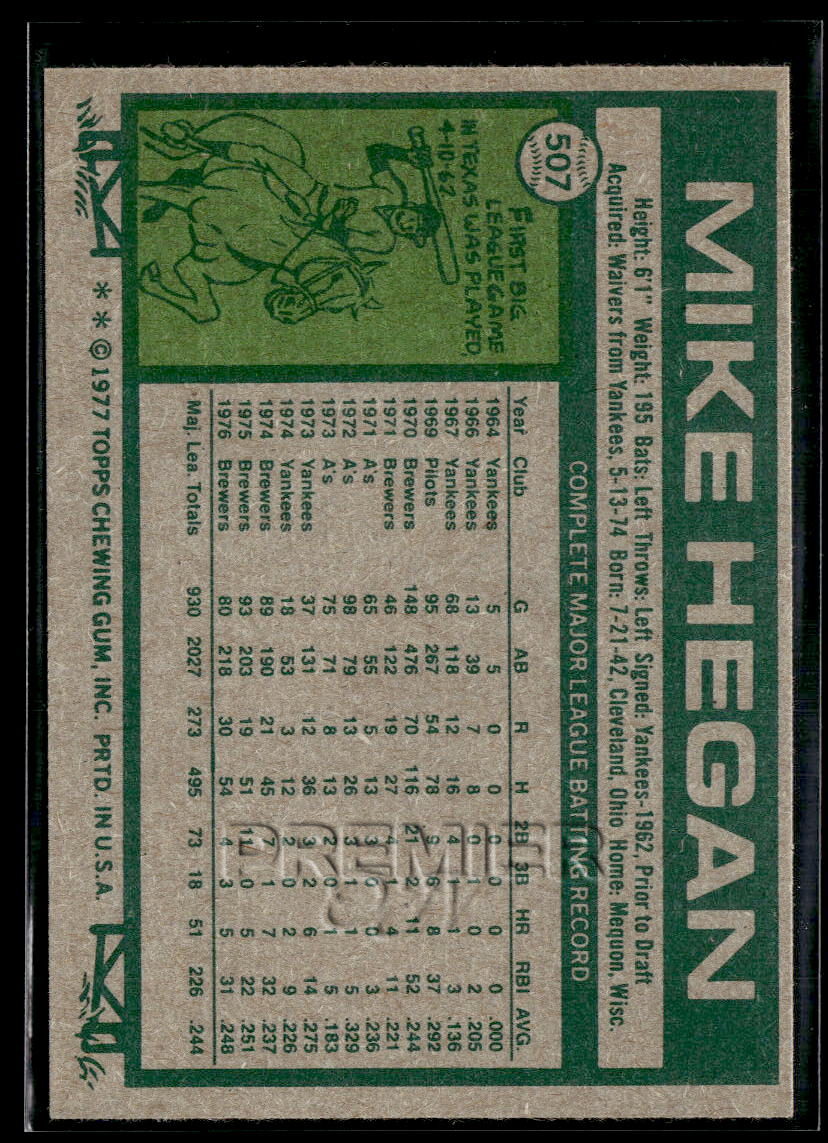 MIKE HEGAN
507
Height: 6'1" Weight: 195 Bats: Left Throws: Left Signed: Yankees-1962, Prior to Draft
Acquired: Waivers from Yankees, 5-13-74 Born: 7-21-42, Cleveland, Ohio Home: Mequon, Wisc.
FIRST BIG
LEAGUE GAME
IN TEXAS WAS PLAYED,
4-10-62
COMPLETE MAJOR LEAGUE BATTING RECORD
Year Club G AB R H 2B 3B HR RBI AVG.
1964 Yankees 5 5 0 0 0 0 0 0 .000
1966 Yankees 13 39 7 8 0 1 0 2 .205
1967 Yankees 68 118 12 16 4 1 1 3 .136
1969 Pilots 95 267 54 78 9 6 8 37 .292
1970 Brewers 148 476 70 116 21 2 11 52 .244
1971 Brewers 46 122 19 27 4 1 4 11 .221
1971 A's 65 55 5 13 3 0 0 3 .236
1972 A's 98 79 13 26 3 1 1 5 .329
1973 A's 75 71 8 13 2 0 1 5 .183
1973 Yankees 37 131 12 36 3 2 6 14 .275
1974 Yankees 18 53 3 12 2 0 2 9 .226
1974 Brewers 89 190 21 45 7 1 7 32 .237
1975 Brewers 93 203 19 51 11 0 5 22 .251
1976 Brewers 80 218 30 54 4 3 5 31 .248
Maj. Lea. Totals 930 2027 273 495 73 18 51 226 .244
PREMIER
* * © 1977 TOPPS CHEWING GUM, INC. PRTD. IN U.S.A.